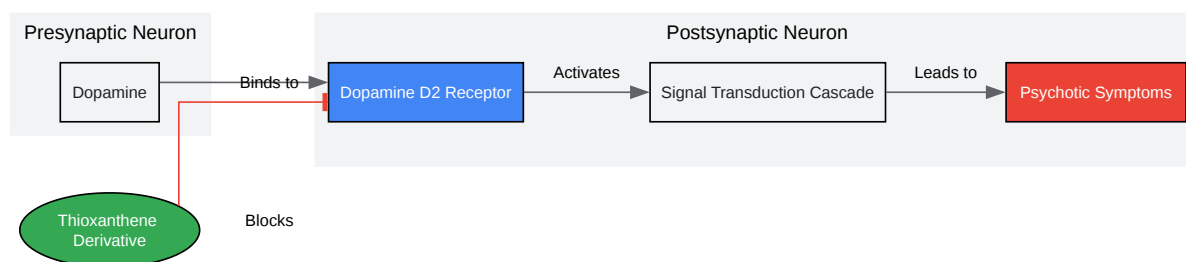 Presynaptic Neuron
Postsynaptic Neuron
Dopamine
Binds to
Dopamine D2 Receptor
Activates
Signal Transduction Cascade
Leads to
Psychotic Symptoms
Thioxanthene
Derivative
Blocks